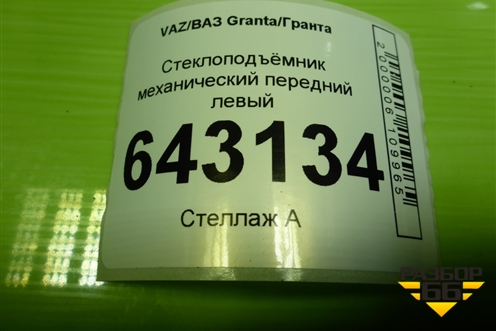 VAZ/ВАЗ Granta/Гранта
Стеклоподъёмник
механический передний
левый
643134
Стеллаж А
2000006109965
РАЗБОР
66